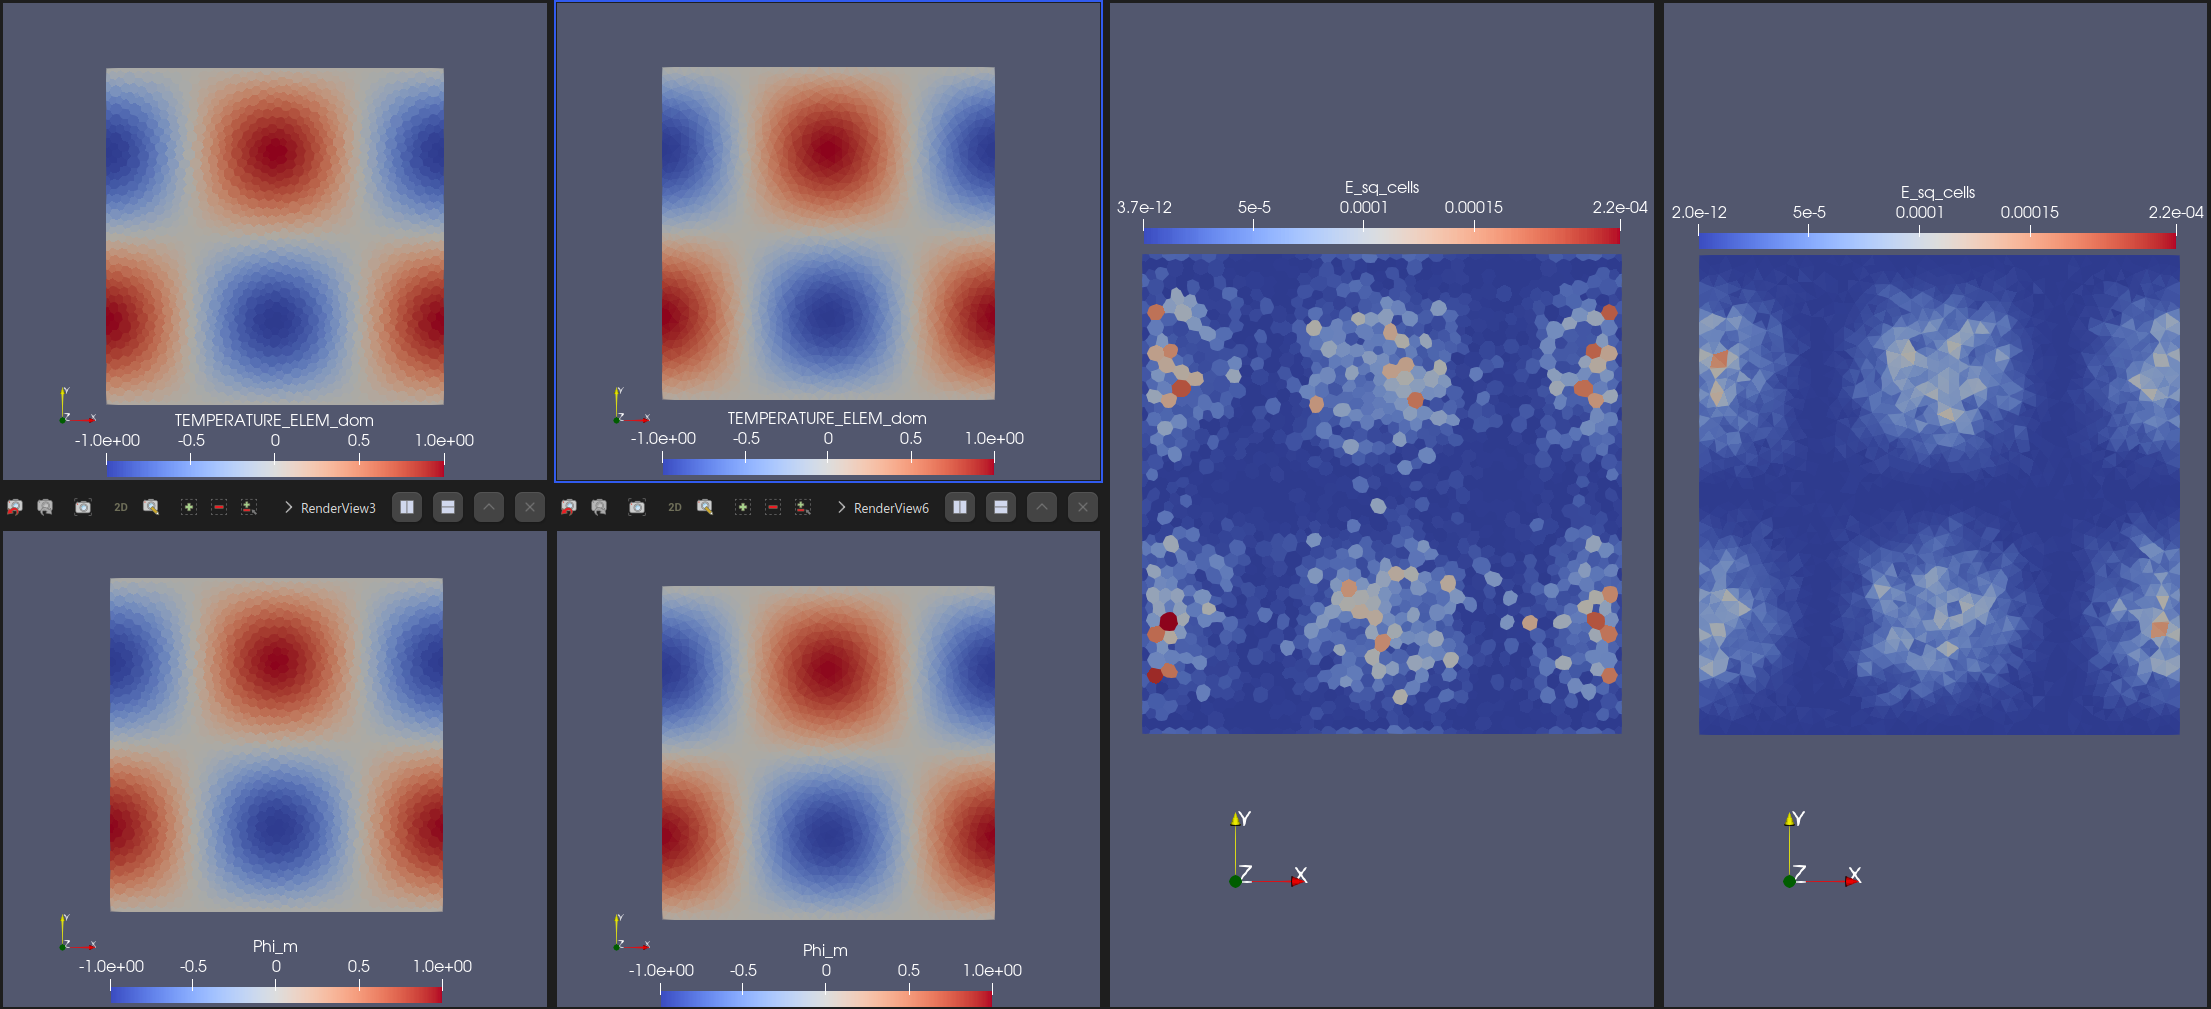 Y
Z X
TEMPERATURE_ELEM_dom
-1.0e+00 -0.5 0 0.5 1.0e+00
Y
Z X
TEMPERATURE_ELEM_dom
-1.0e+00 -0.5 0 0.5 1.0e+00
2D RenderView3
2D RenderView6
Y
Z X
Phi_m
-1.0e+00 -0.5 0 0.5 1.0e+00
Y
Z X
Phi_m
-1.0e+00 -0.5 0 0.5 1.0e+00
E_sq_cells
3.7e-12 5e-5 0.0001 0.00015 2.2e-04
Y
Z X
E_sq_cells
2.0e-12 5e-5 0.0001 0.00015 2.2e-04
Y
Z X